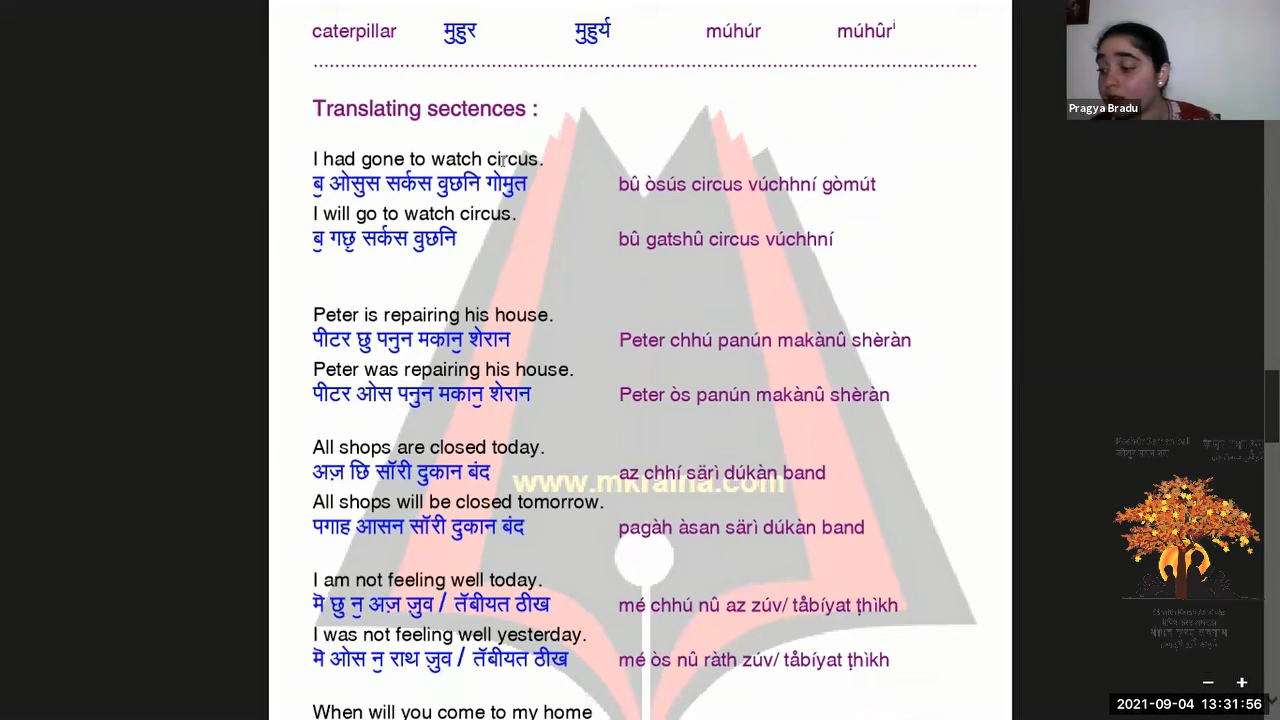 caterpillar मुहुर मुहुर्य múhúr múhûrⁱ
Pragya Bradu
Translating sectences :
I had gone to watch circus.
बॖ ओसुस सर्कस वुछनि गोमुत bû òsús circus vúchhní gòmút
I will go to watch circus.
बॖ गछॖ सर्कस वुछनि bû gatshû circus vúchhní
Peter is repairing his house.
पीटर छु पनुन मकानॖ शेरान Peter chhú panún makànû shèràn
Peter was repairing his house.
पीटर ओस पनुन मकानॖ शेरान Peter òs panún makànû shèràn
All shops are closed today.
अज़ छि सॉरी दुकान बंद az chhí särì dúkàn band
www.mkraina.com
All shops will be closed tomorrow.
पगाह आसन सॉरी दुकान बंद pagàh àsan särì dúkàn band
I am not feeling well today.
मॆ छु नॖ अज़ ज़ुव / तॅबीयत ठीख mé chhú nû az zúv/ tåbíyat ṭhìkh
I was not feeling well yesterday.
मॆ ओस नॖ राथ ज़ुव / तॅबीयत ठीख mé òs nû ràth zúv/ tåbíyat ṭhìkh
When will you come to my home
2021-09-04 13:31:56